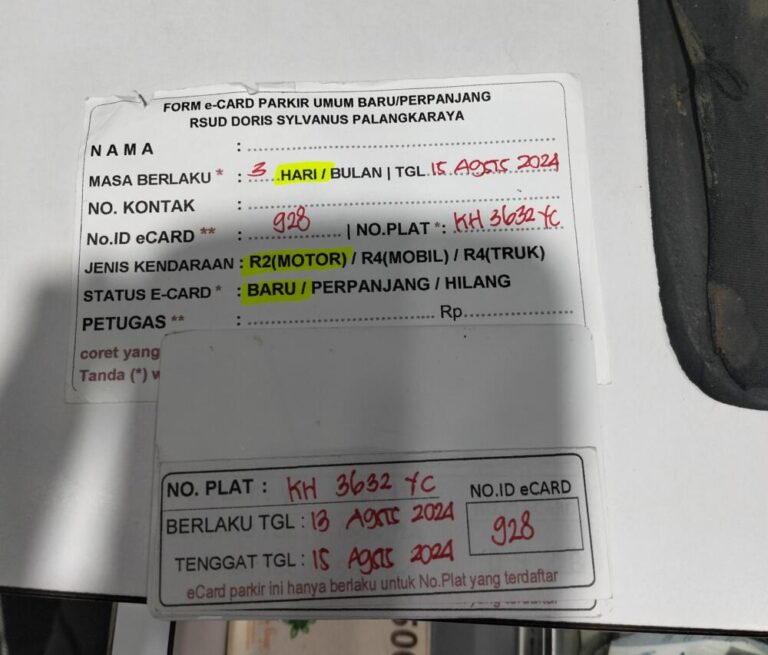 FORM e-CARD PARKIR UMUM BARU/PERPANJANG
RSUD DORIS SYLVANUS PALANGKARAYA
NAMA :
MASA BERLAKU * : 3 HARI / BULAN | TGL. 15 AGSTS 2024
NO. KONTAK :
No.ID eCARD ** : 928 | NO.PLAT *: KH 3632 YC
JENIS KENDARAAN : R2(MOTOR) / R4(MOBIL) / R4(TRUK)
STATUS E-CARD * : BARU / PERPANJANG / HILANG
PETUGAS ** : Rp.
coret yang
Tanda (*) w
NO. PLAT : KH 3632 YC
NO.ID eCARD
BERLAKU TGL : 13 AGSTS 2024
928
TENGGAT TGL : 15 AGSTS 2024
eCard parkir ini hanya berlaku untuk No.Plat yang terdaftar
yang terdaftar